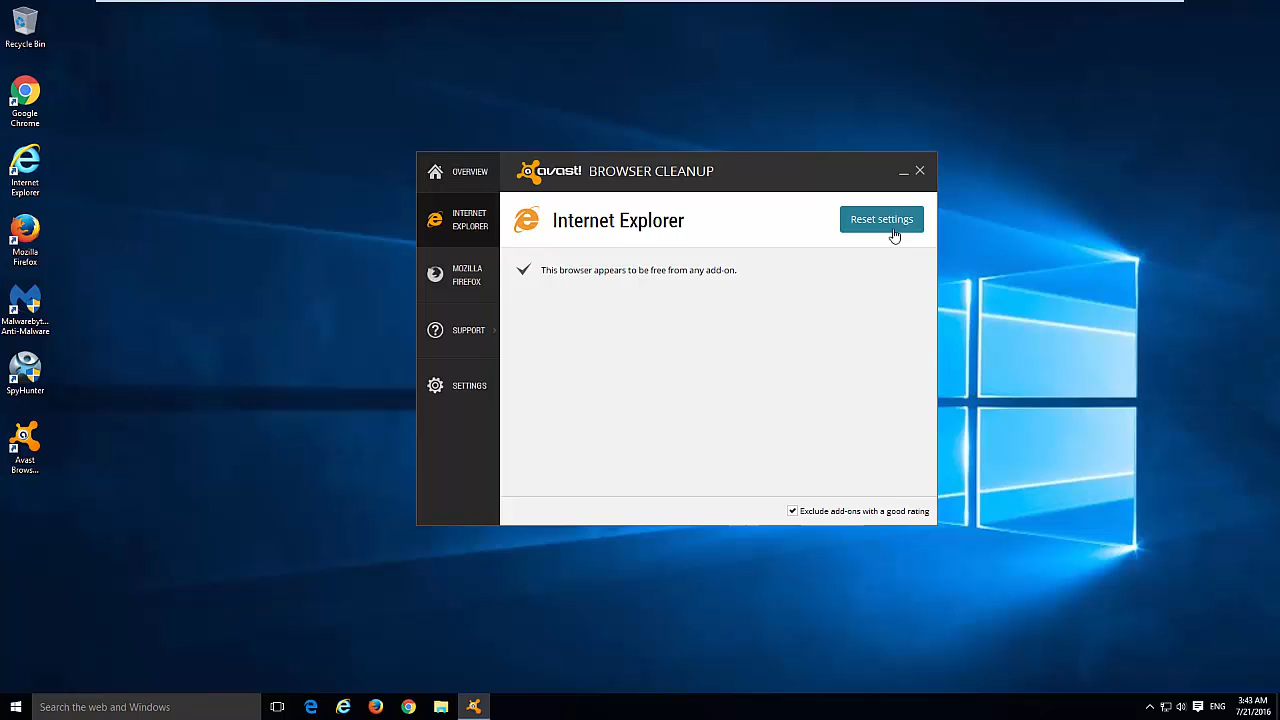 Recycle Bin
Google
Chrome
Internet
Explorer
Mozilla
Firefox
Malwareby...
Anti-Malware
SpyHunter
Avast
Brows...
OVERVIEW
INTERNET
EXPLORER
MOZILLA
FIREFOX
SUPPORT
SETTINGS
avast! BROWSER CLEANUP
Internet Explorer
Reset settings
This browser appears to be free from any add-on.
Exclude add-ons with a good rating
Search the web and Windows
ENG
3:43 AM
7/21/2016